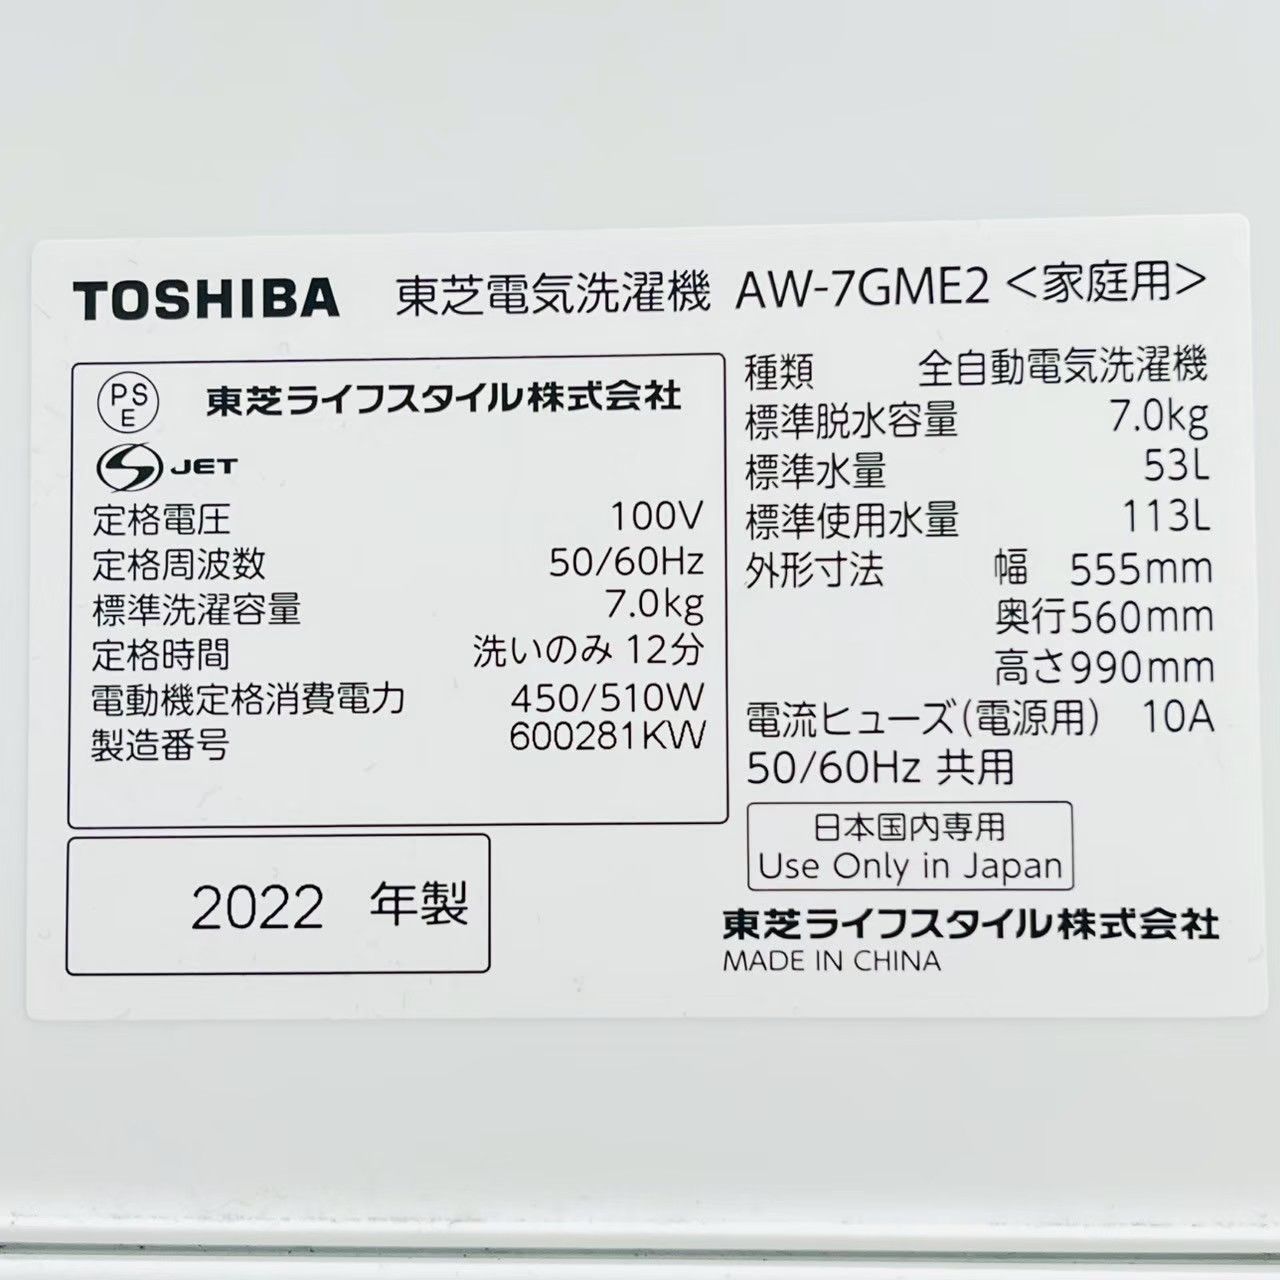 TOSHIBA 東芝電気洗濯機 AW-7GME2 <家庭用>
PSE 東芝ライフスタイル株式会社
S JET
定格電圧 100V
定格周波数 50/60Hz
標準洗濯容量 7.0kg
定格時間 洗いのみ 12分
電動機定格消費電力 450/510W
製造番号 600281KW
2022 年製
種類 全自動電気洗濯機
標準脱水容量 7.0kg
標準水量 53L
標準使用水量 113L
外形寸法 幅 555mm
奥行560mm
高さ990mm
電流ヒューズ(電源用) 10A
50/60Hz 共用
日本国内専用
Use Only in Japan
東芝ライフスタイル株式会社
MADE IN CHINA